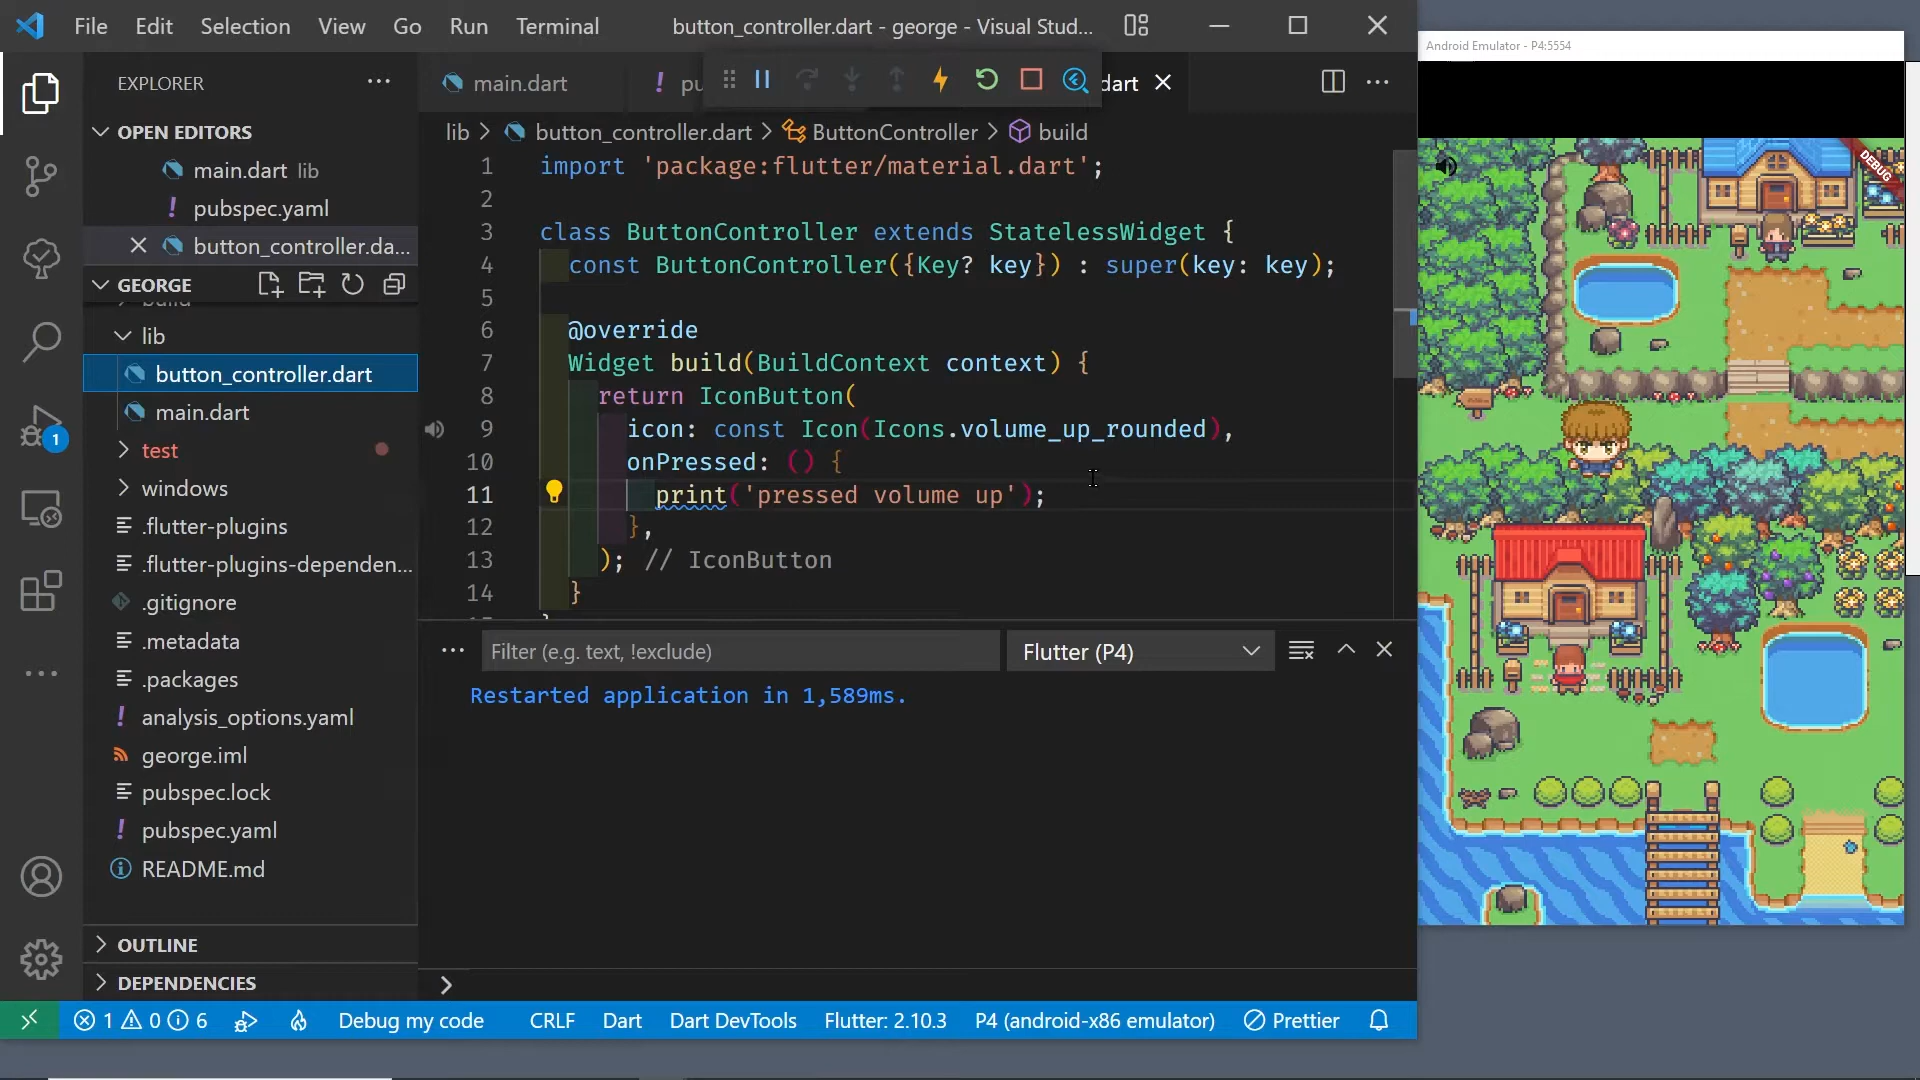 File Edit Selection View Go Run Terminal button_controller.dart - george - Visual Stud...
Android Emulator - P4:5554
EXPLORER
main.dart ! pu dart
OPEN EDITORS
main.dart lib
! pubspec.yaml
button_controller.da...
GEORGE
build
lib
button_controller.dart
main.dart
test
windows
.flutter-plugins
.flutter-plugins-dependen...
.gitignore
.metadata
.packages
! analysis_options.yaml
george.iml
pubspec.lock
! pubspec.yaml
README.md
OUTLINE
DEPENDENCIES
1
lib > button_controller.dart > ButtonController > build
1 import 'package:flutter/material.dart';
2
3 class ButtonController extends StatelessWidget {
4 const ButtonController({Key? key}) : super(key: key);
5
6 @override
7 Widget build(BuildContext context) {
8 return IconButton(
9 icon: const Icon(Icons.volume_up_rounded),
10 onPressed: () {
11 print('pressed volume up');
12 },
13 ); // IconButton
14 }
Filter (e.g. text, !exclude) Flutter (P4)
Restarted application in 1,589ms.
>
1 0 6 Debug my code CRLF Dart Dart DevTools Flutter: 2.10.3 P4 (android-x86 emulator) Prettier
DEBUG